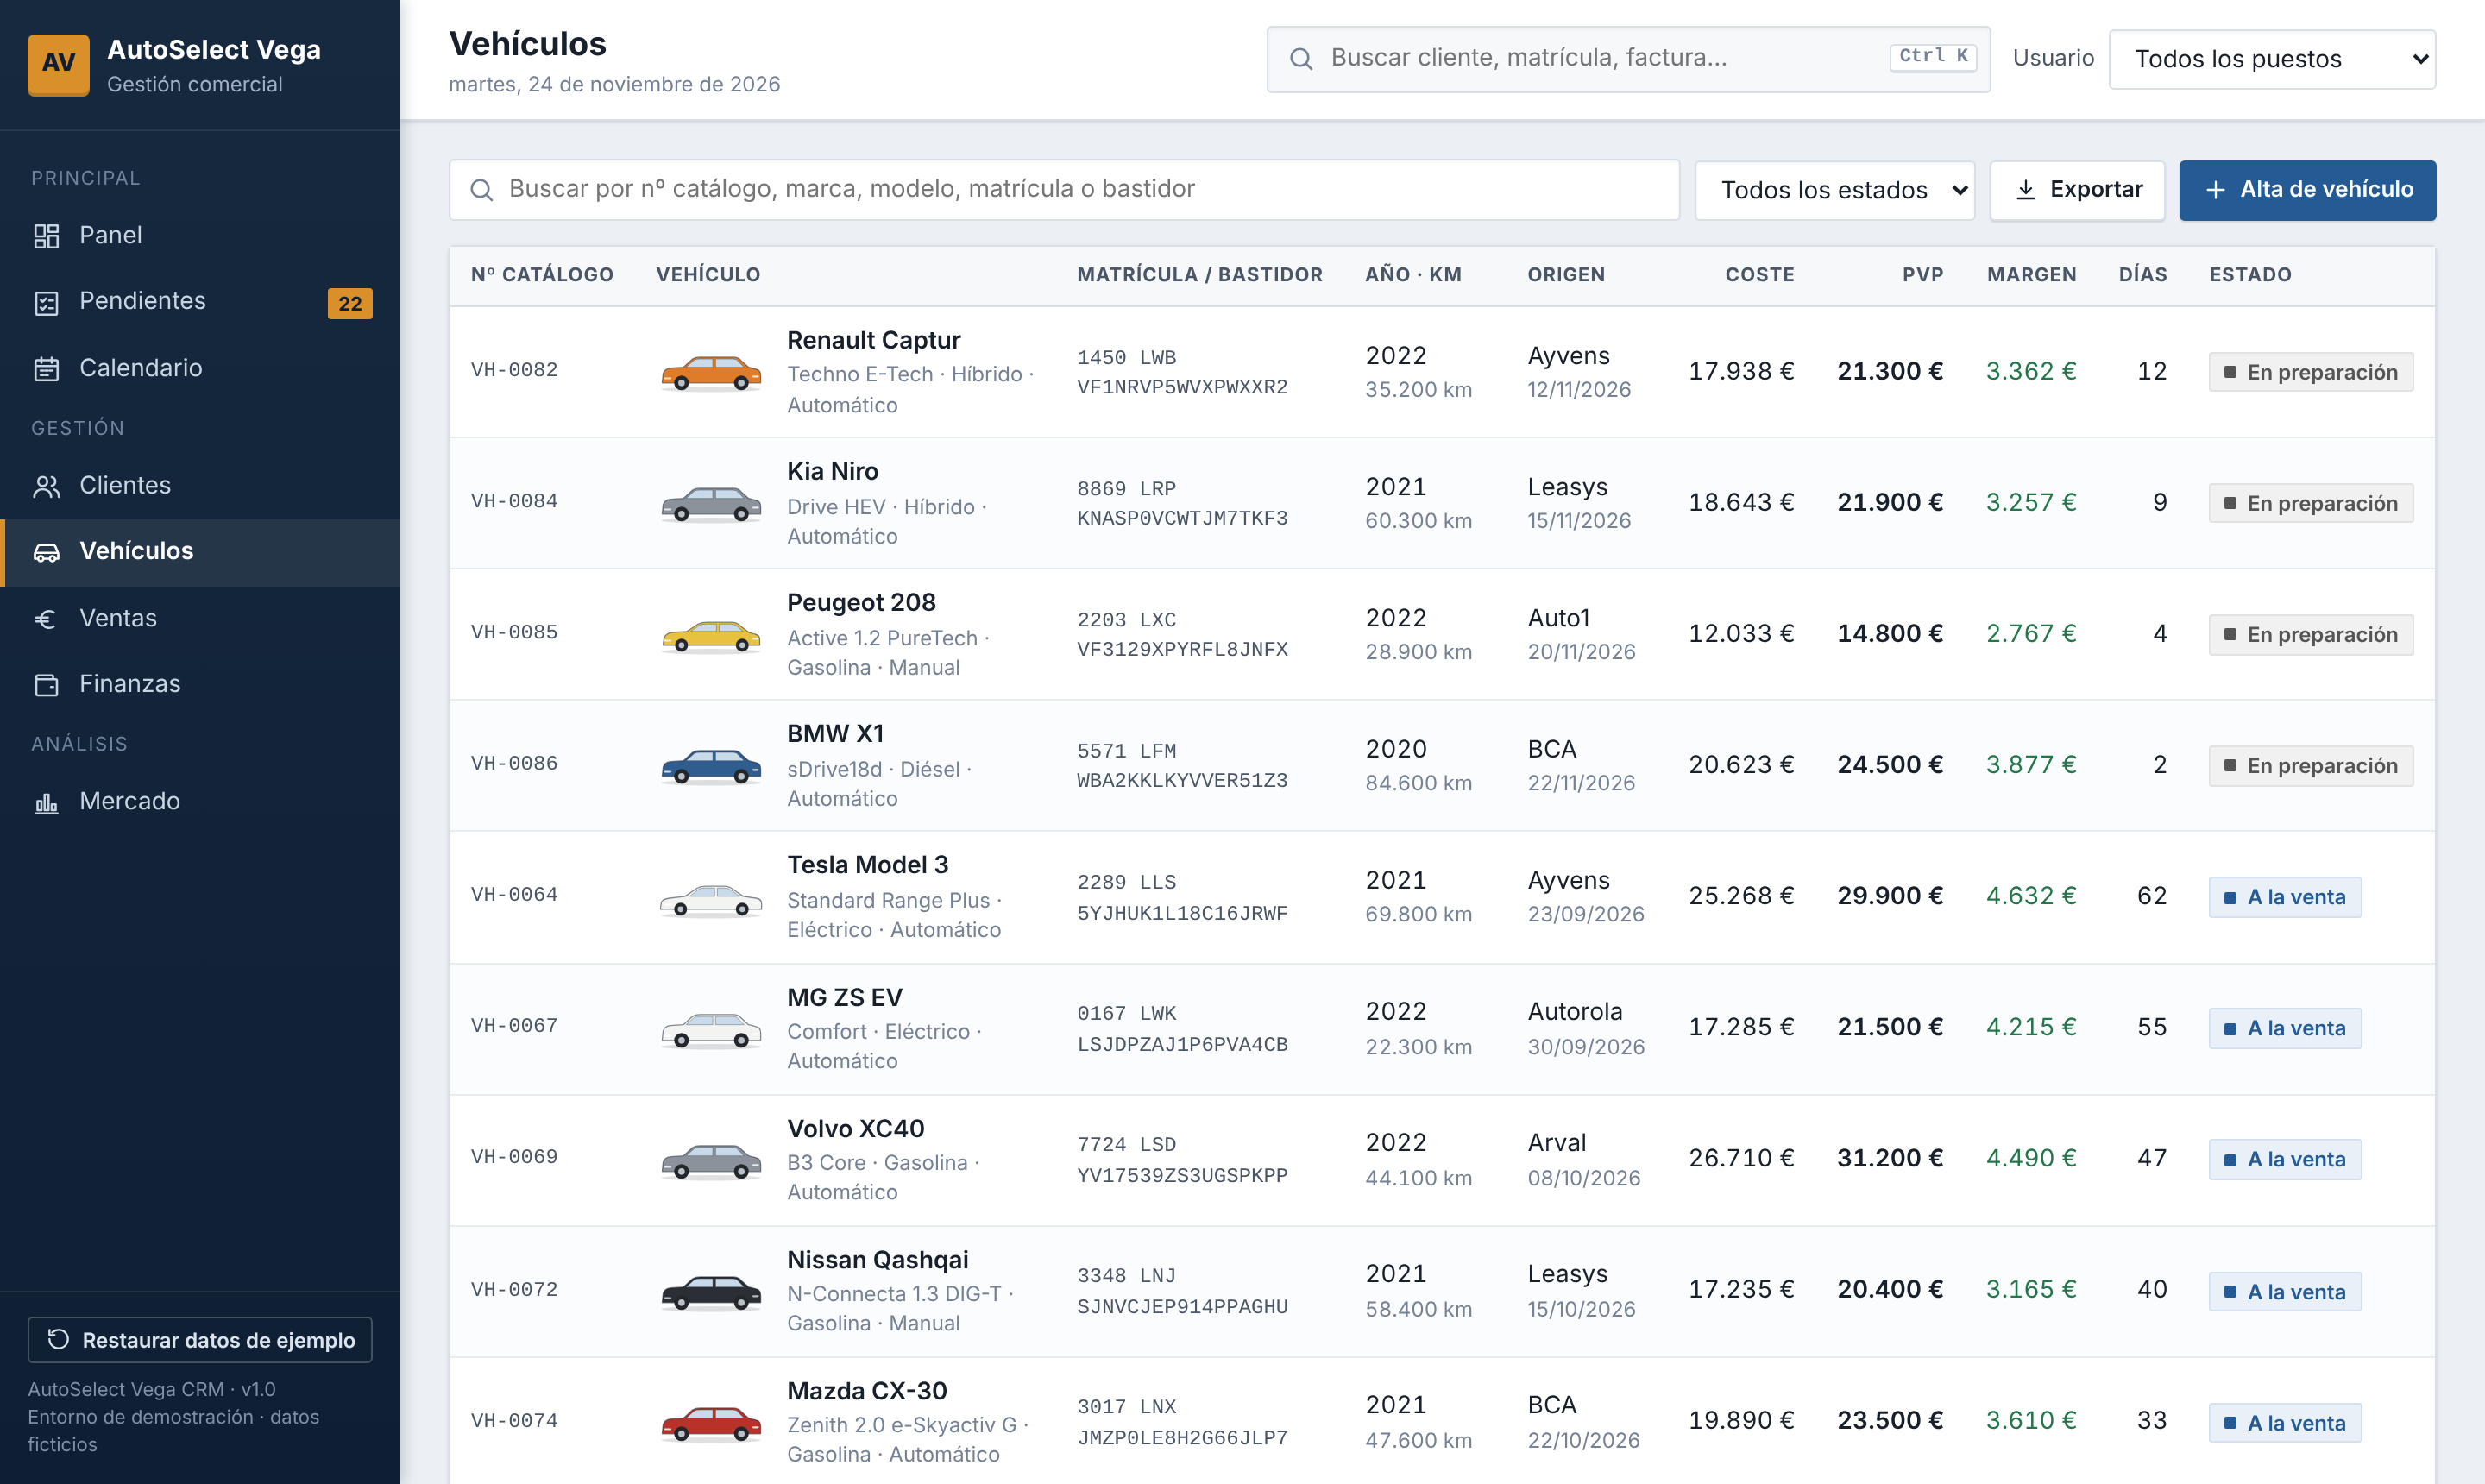 AV
AutoSelect Vega
Gestión comercial
PRINCIPAL
Panel
Pendientes 22
Calendario
GESTIÓN
Clientes
Vehículos
Ventas
Finanzas
ANÁLISIS
Mercado
Restaurar datos de ejemplo
AutoSelect Vega CRM · v1.0
Entorno de demostración · datos
ficticios
Vehículos
martes, 24 de noviembre de 2026
Buscar cliente, matrícula, factura... Ctrl K Usuario Todos los puestos
Buscar por nº catálogo, marca, modelo, matrícula o bastidor Todos los estados Exportar + Alta de vehículo
Nº CATÁLOGO VEHÍCULO MATRÍCULA / BASTIDOR AÑO · KM ORIGEN COSTE PVP MARGEN DÍAS ESTADO
VH-0082
Renault Captur
Techno E-Tech · Híbrido ·
Automático
1450 LWB
VF1NRVP5WVXPWXXR2
2022
35.200 km
Ayvens
12/11/2026
17.938 € 21.300 € 3.362 € 12 En preparación
VH-0084
Kia Niro
Drive HEV · Híbrido ·
Automático
8869 LRP
KNASP0VCWTJM7TKF3
2021
60.300 km
Leasys
15/11/2026
18.643 € 21.900 € 3.257 € 9 En preparación
VH-0085
Peugeot 208
Active 1.2 PureTech ·
Gasolina · Manual
2203 LXC
VF3129XPYRFL8JNFX
2022
28.900 km
Auto1
20/11/2026
12.033 € 14.800 € 2.767 € 4 En preparación
VH-0086
BMW X1
sDrive18d · Diésel ·
Automático
5571 LFM
WBA2KKLKYVVER51Z3
2020
84.600 km
BCA
22/11/2026
20.623 € 24.500 € 3.877 € 2 En preparación
VH-0064
Tesla Model 3
Standard Range Plus ·
Eléctrico · Automático
2289 LLS
5YJHUK1L18C16JRWF
2021
69.800 km
Ayvens
23/09/2026
25.268 € 29.900 € 4.632 € 62 A la venta
VH-0067
MG ZS EV
Comfort · Eléctrico ·
Automático
0167 LWK
LSJDPZAJ1P6PVA4CB
2022
22.300 km
Autorola
30/09/2026
17.285 € 21.500 € 4.215 € 55 A la venta
VH-0069
Volvo XC40
B3 Core · Gasolina ·
Automático
7724 LSD
YV17539ZS3UGSPKPP
2022
44.100 km
Arval
08/10/2026
26.710 € 31.200 € 4.490 € 47 A la venta
VH-0072
Nissan Qashqai
N-Connecta 1.3 DIG-T ·
Gasolina · Manual
3348 LNJ
SJNVCJEP914PPAGHU
2021
58.400 km
Leasys
15/10/2026
17.235 € 20.400 € 3.165 € 40 A la venta
VH-0074
Mazda CX-30
Zenith 2.0 e-Skyactiv G ·
Gasolina · Automático
3017 LNX
JMZP0LE8H2G66JLP7
2021
47.600 km
BCA
22/10/2026
19.890 € 23.500 € 3.610 € 33 A la venta